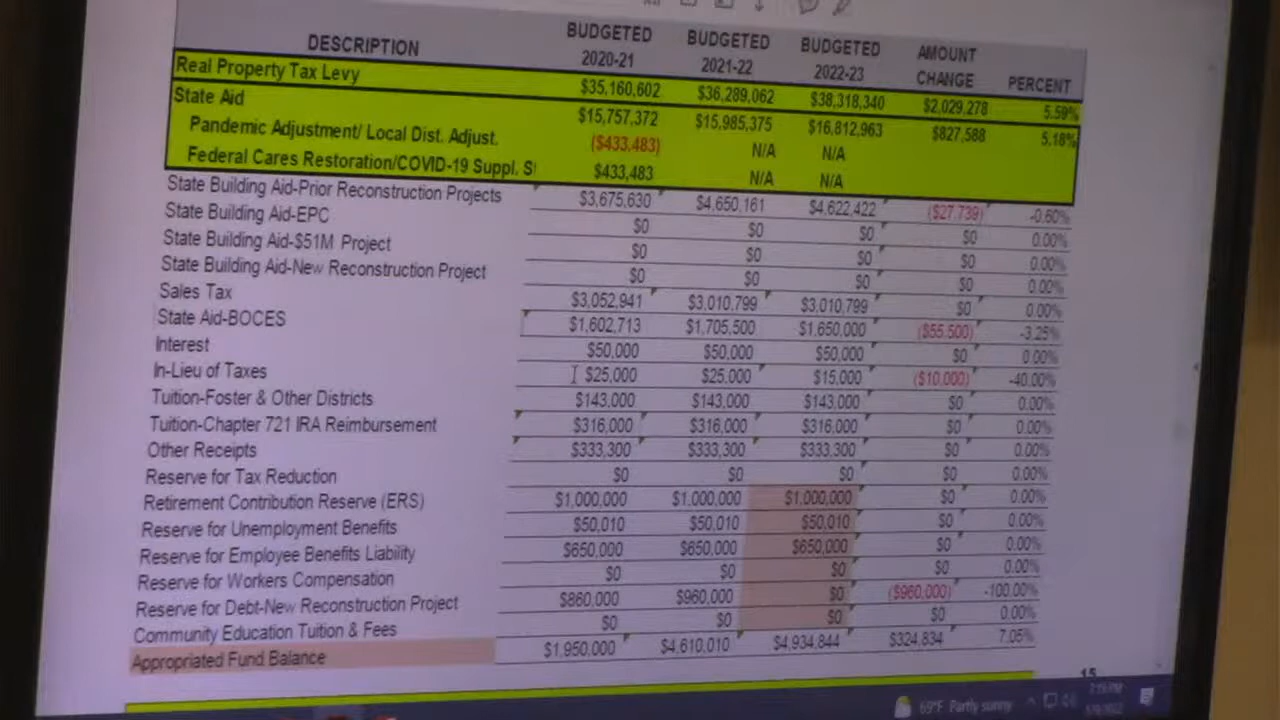 DESCRIPTION BUDGETED 2020-21 BUDGETED 2021-22 BUDGETED 2022-23 AMOUNT CHANGE PERCENT
Real Property Tax Levy $35,160,602 $36,289,062 $38,318,340 $2,029,278 5.59%
State Aid $15,757,372 $15,985,375 $16,812,963 $827,588 5.18%
Pandemic Adjustment/ Local Dist. Adjust. ($433,483) N/A N/A
Federal Cares Restoration/COVID-19 Suppl. $433,483 N/A N/A
State Building Aid-Prior Reconstruction Projects $3,675,630 $4,650,161 $4,622,422 ($27,739) -0.60%
State Building Aid-EPC $0 $0 $0 $0 0.00%
State Building Aid-$51M Project $0 $0 $0 $0 0.00%
State Building Aid-New Reconstruction Project $0 $0 $0 $0 0.00%
Sales Tax $3,052,941 $3,010,799 $3,010,799 $0 0.00%
State Aid-BOCES $1,602,713 $1,705,500 $1,650,000 ($55,500) -3.25%
Interest $50,000 $50,000 $50,000 $0 0.00%
In-Lieu of Taxes $25,000 $25,000 $15,000 ($10,000) -40.00%
Tuition-Foster & Other Districts $143,000 $143,000 $143,000 $0 0.00%
Tuition-Chapter 721 IRA Reimbursement $316,000 $316,000 $316,000 $0 0.00%
Other Receipts $333,300 $333,300 $333,300 $0 0.00%
Reserve for Tax Reduction $0 $0 $0 $0 0.00%
Retirement Contribution Reserve (ERS) $1,000,000 $1,000,000 $1,000,000 $0 0.00%
Reserve for Unemployment Benefits $50,010 $50,010 $50,010 $0 0.00%
Reserve for Employee Benefits Liability $650,000 $650,000 $650,000 $0 0.00%
Reserve for Workers Compensation $0 $0 $0 $0 0.00%
Reserve for Debt-New Reconstruction Project $860,000 $960,000 $0 ($960,000) -100.00%
Community Education Tuition & Fees $0 $0 $0 $0 0.00%
Appropriated Fund Balance $1,950,000 $4,610,010 $4,934,844 $324,834 7.05%
15
69°F Partly sunny